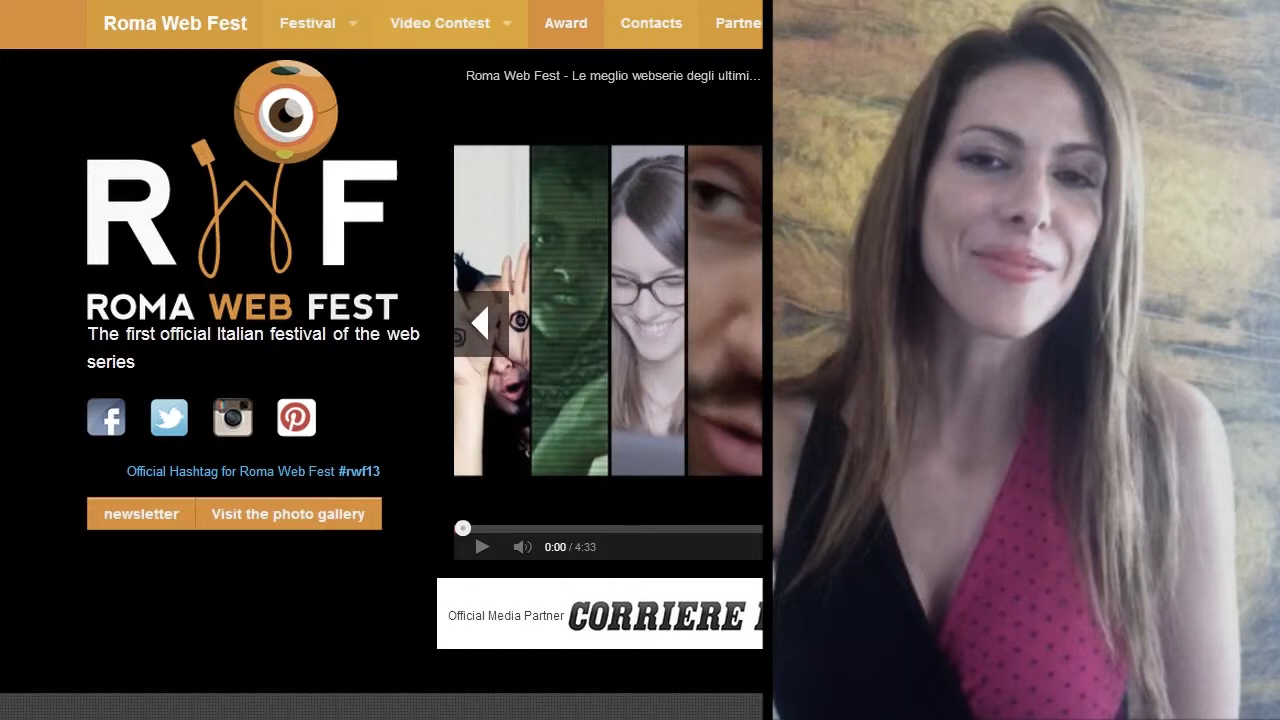 Roma Web Fest Festival Video Contest Award Contacts Partne
Roma Web Fest - Le meglio webserie degli ultimi...
RWF
ROMA WEB FEST
The first official Italian festival of the web
series
Official Hashtag for Roma Web Fest #rwf13
newsletter Visit the photo gallery
0:00 / 4:33
Official Media Partner CORRIERE